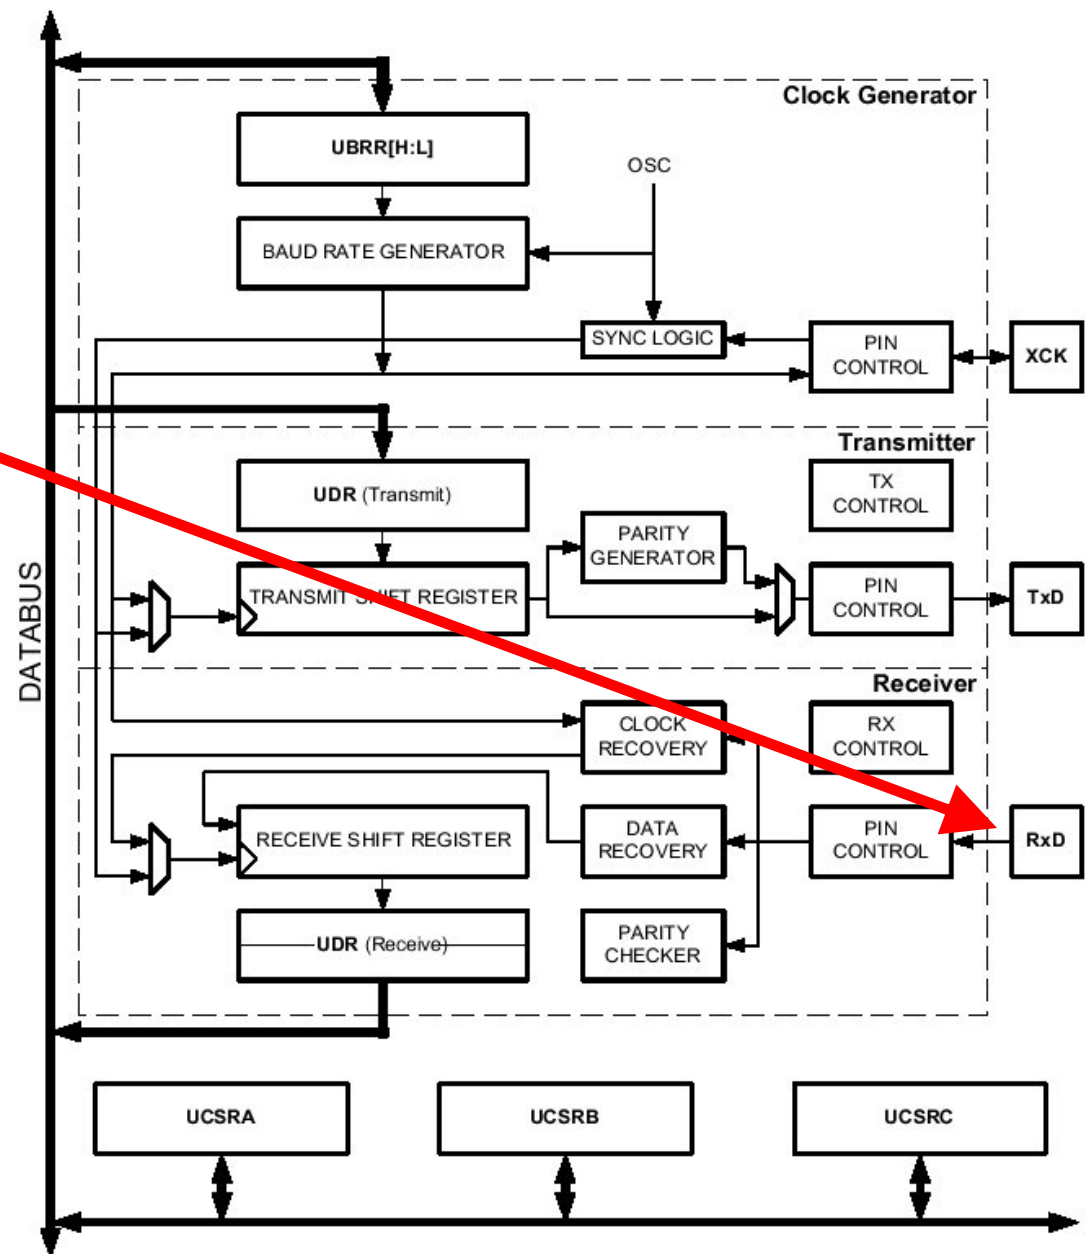 Clock Generator
UBRR[H:L]
OSC
BAUD RATE GENERATOR
SYNC LOGIC
PIN
CONTROL
XCK
Transmitter
UDR (Transmit)
TX
CONTROL
PARITY
GENERATOR
TRANSMIT SHIFT REGISTER
PIN
CONTROL
TxD
DATABUS
Receiver
CLOCK
RECOVERY
RX
CONTROL
RECEIVE SHIFT REGISTER
DATA
RECOVERY
PIN
CONTROL
RxD
UDR (Receive)
PARITY
CHECKER
UCSRA
UCSRB
UCSRC